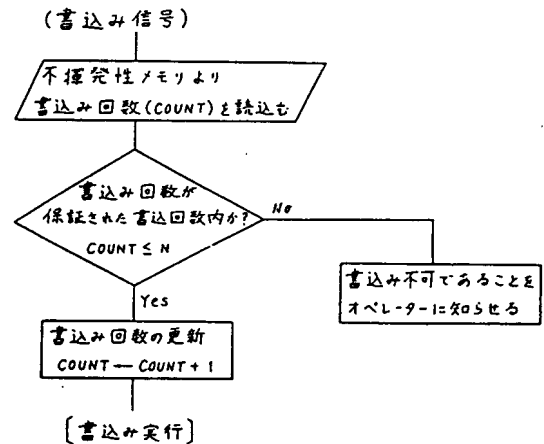 (書込み信号)
不揮発性メモリより
書込み回数(COUNT)を読込む
書込み回数が
保証された書込回数内か?
COUNT ≤ N
No
Yes
書込み不可であることを
オペレーターに知らせる
書込み回数の更新
COUNT ← COUNT + 1
[書込み実行]